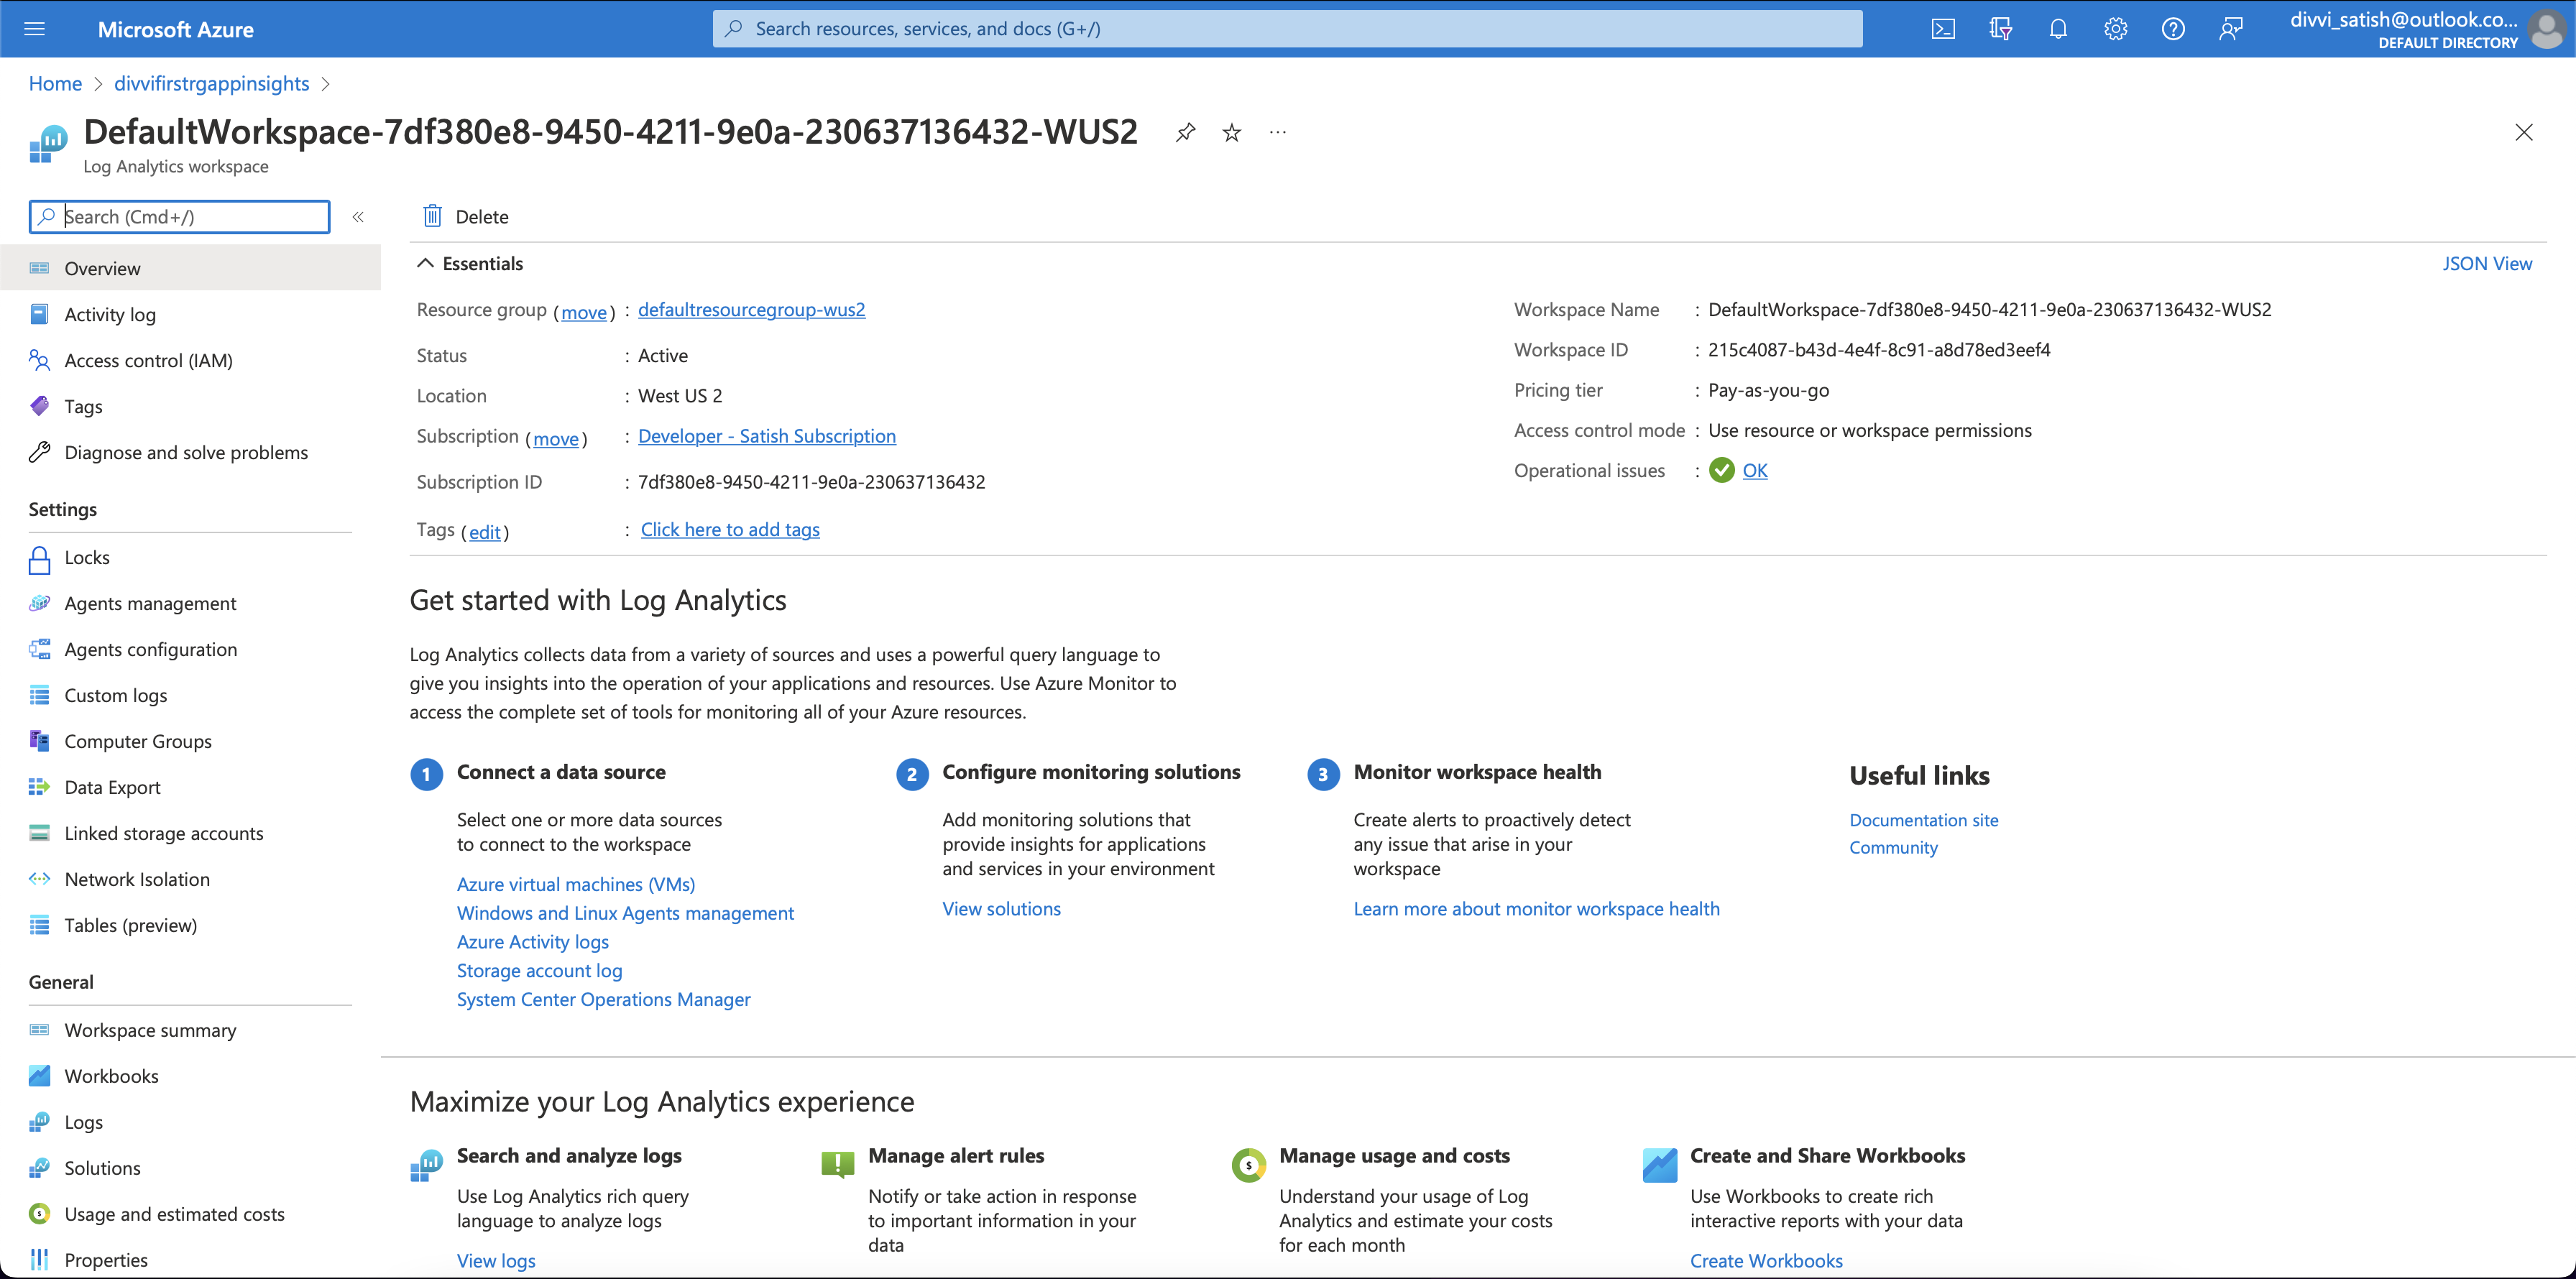 Microsoft Azure
Search resources, services, and docs (G+/)
divvi_satish@outlook.co...
DEFAULT DIRECTORY
Home > divvifirstrgappinsights >
DefaultWorkspace-7df380e8-9450-4211-9e0a-230637136432-WUS2 ...
Log Analytics workspace
Search (Cmd+/) «
Overview
Activity log
Access control (IAM)
Tags
Diagnose and solve problems
Settings
Locks
Agents management
Agents configuration
Custom logs
Computer Groups
Data Export
Linked storage accounts
Network Isolation
Tables (preview)
General
Workspace summary
Workbooks
Logs
Solutions
Usage and estimated costs
Properties
Delete
Essentials
JSON View
Resource group (move) : defaultresourcegroup-wus2
Status : Active
Location : West US 2
Subscription (move) : Developer - Satish Subscription
Subscription ID : 7df380e8-9450-4211-9e0a-230637136432
Tags (edit) : Click here to add tags
Workspace Name : DefaultWorkspace-7df380e8-9450-4211-9e0a-230637136432-WUS2
Workspace ID : 215c4087-b43d-4e4f-8c91-a8d78ed3eef4
Pricing tier : Pay-as-you-go
Access control mode : Use resource or workspace permissions
Operational issues : OK
Get started with Log Analytics
Log Analytics collects data from a variety of sources and uses a powerful query language to
give you insights into the operation of your applications and resources. Use Azure Monitor to
access the complete set of tools for monitoring all of your Azure resources.
1 Connect a data source
Select one or more data sources
to connect to the workspace
Azure virtual machines (VMs)
Windows and Linux Agents management
Azure Activity logs
Storage account log
System Center Operations Manager
2 Configure monitoring solutions
Add monitoring solutions that
provide insights for applications
and services in your environment
View solutions
3 Monitor workspace health
Create alerts to proactively detect
any issue that arise in your
workspace
Learn more about monitor workspace health
Useful links
Documentation site
Community
Maximize your Log Analytics experience
Search and analyze logs
Use Log Analytics rich query
language to analyze logs
View logs
Manage alert rules
Notify or take action in response
to important information in your
data
Manage usage and costs
Understand your usage of Log
Analytics and estimate your costs
for each month
Create and Share Workbooks
Use Workbooks to create rich
interactive reports with your data
Create Workbooks